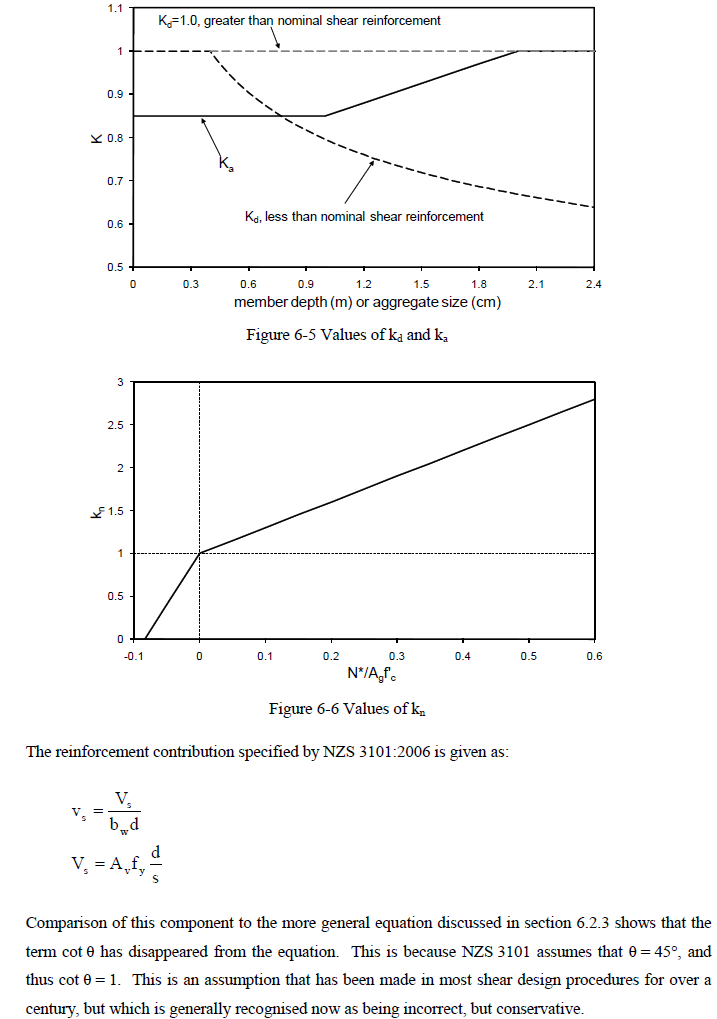 1.1
K_d=1.0, greater than nominal shear reinforcement
1
0.9
K 0.8
K_a
0.7
K_d, less than nominal shear reinforcement
0.6
0.5
0 0.3 0.6 0.9 1.2 1.5 1.8 2.1 2.4
member depth (m) or aggregate size (cm)
Figure 6-5 Values of k_d and k_a
3
2.5
2
k_n 1.5
1
0.5
0
-0.1 0 0.1 0.2 0.3 0.4 0.5 0.6
N*/A_gf'_c
Figure 6-6 Values of k_n
The reinforcement contribution specified by NZS 3101:2006 is given as:
v_s = V_s / b_wd
V_s = A_vf_y d / s
Comparison of this component to the more general equation discussed in section 6.2.3 shows that the
term cot θ has disappeared from the equation. This is because NZS 3101 assumes that θ = 45°, and
thus cot θ = 1. This is an assumption that has been made in most shear design procedures for over a
century, but which is generally recognised now as being incorrect, but conservative.